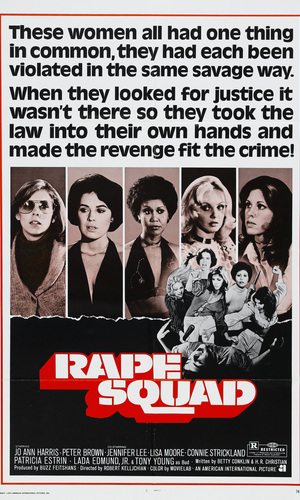 These women all had one thing
in common, they had each been
violated in the same savage way.
When they looked for justice it
wasn't there so they took the
law into their own hands and
made the revenge fit the crime!
RAPE
SQUAD
STARRING
JO ANN HARRIS · PETER BROWN · JENNIFER LEE · LISA MOORE · CONNIE STRICKLAND
PATRICIA ESTRIN · LADA EDMUND, Jr. & TONY YOUNG as Bud · Written by BETTY CONKLIN & H.R. CHRISTIAN
Produced by BUZZ FEITSHANS · Directed by ROBERT KELLJCHIAN · COLOR by MOVIELAB · AN AMERICAN INTERNATIONAL PICTURE
R RESTRICTED